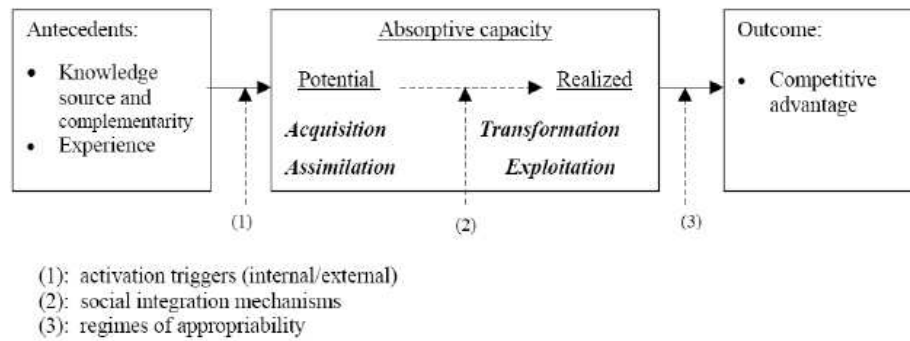 Antecedents:
• Knowledge
source and
complementarity
• Experience
Absorptive capacity
Potential
Realized
Acquisition
Transformation
Assimilation
Exploitation
Outcome:
• Competitive
advantage
(1)
(2)
(3)
(1): activation triggers (internal/external)
(2): social integration mechanisms
(3): regimes of appropriability